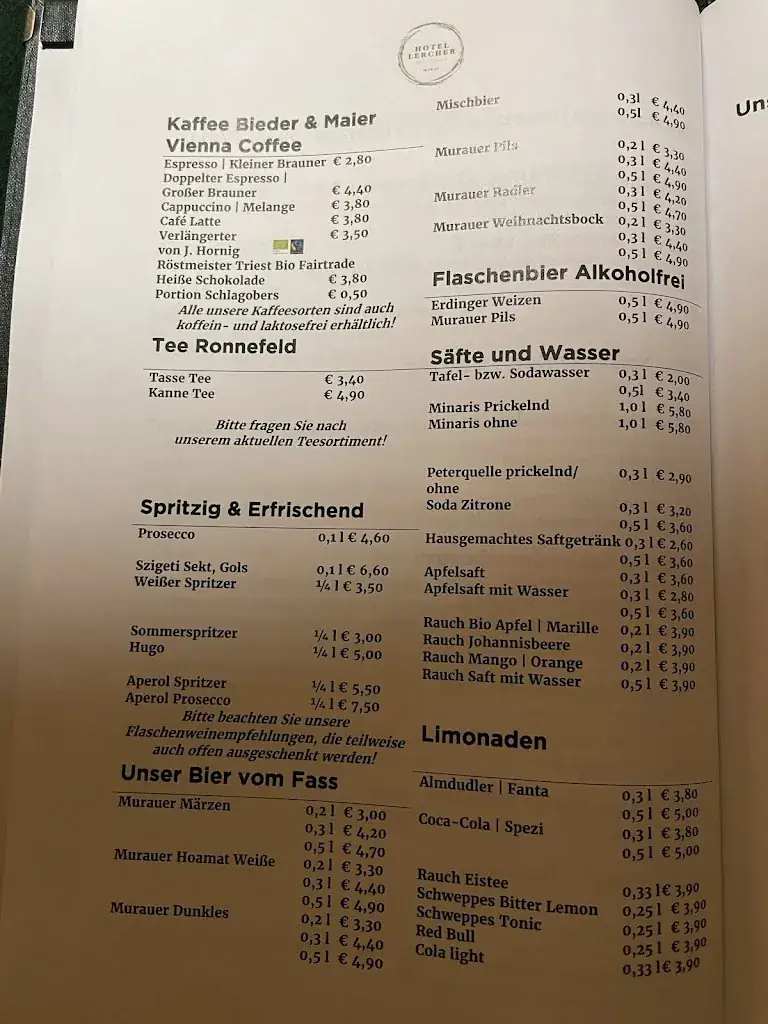 HOTEL
LERCHER
Kaffee Bieder & Maier
Vienna Coffee
Espresso | Kleiner Brauner € 2,80
Doppelter Espresso |
Großer Brauner € 4,40
Cappuccino | Melange € 3,80
Café Latte € 3,80
Verlängerter € 3,50
von J. Hornig
Röstmeister Triest Bio Fairtrade
Heiße Schokolade € 3,80
Portion Schlagobers € 0,50
Alle unsere Kaffeesorten sind auch
koffein- und laktosefrei erhältlich!
Tee Ronnefeld
Tasse Tee € 3,40
Kanne Tee € 4,90
Bitte fragen Sie nach
unserem aktuellen Teesortiment!
Spritzig & Erfrischend
Prosecco 0,1 l € 4,60
Szigeti Sekt, Gols 0,1 l € 6,60
Weißer Spritzer ¼ l € 3,50
Sommerspritzer ¼ l € 3,00
Hugo ¼ l € 5,00
Aperol Spritzer ¼ l € 5,50
Aperol Prosecco ¼ l € 7,50
Bitte beachten Sie unsere
Flaschenweinempfehlungen, die teilweise
auch offen ausgeschenkt werden!
Unser Bier vom Fass
Murauer Märzen 0,2 l € 3,00
0,3 l € 4,20
0,5 l € 4,70
Murauer Hoamat Weiße 0,2 l € 3,30
0,3 l € 4,40
0,5 l € 4,90
Murauer Dunkles 0,2 l € 3,30
0,3 l € 4,40
0,5 l € 4,90
Mischbier 0,3l € 4,40
0,5l € 4,90
Murauer Pils 0,2 l € 3,30
0,3 l € 4,40
0,5 l € 4,90
Murauer Radler 0,3 l € 4,20
0,5 l € 4,70
Murauer Weihnachtsbock 0,2 l € 3,30
0,3 l € 4,40
0,5 l € 4,90
Flaschenbier Alkoholfrei
Erdinger Weizen 0,5 l € 4,90
Murauer Pils 0,5 l € 4,90
Säfte und Wasser
Tafel- bzw. Sodawasser 0,3 l € 2,00
0,5l € 3,40
Minaris Prickelnd 1,0 l € 5,80
Minaris ohne 1,0 l € 5,80
Peterquelle prickelnd/ 0,3 l € 2,90
ohne
Soda Zitrone 0,3 l € 3,20
0,5 l € 3,60
Hausgemachtes Saftgetränk 0,3 l € 2,60
0,5 l € 3,60
Apfelsaft 0,3 l € 3,60
Apfelsaft mit Wasser 0,3 l € 2,80
0,5 l € 3,60
Rauch Bio Apfel | Marille 0,2 l € 3,90
Rauch Johannisbeere 0,2 l € 3,90
Rauch Mango | Orange 0,2 l € 3,90
Rauch Saft mit Wasser 0,5 l € 3,90
Limonaden
Almdudler | Fanta 0,3 l € 3,80
0,5 l € 5,00
Coca-Cola | Spezi 0,3 l € 3,80
0,5 l € 5,00
Rauch Eistee 0,33 l € 3,90
Schweppes Bitter Lemon 0,25 l € 3,90
Schweppes Tonic 0,25 l € 3,90
Red Bull 0,25 l € 3,90
Cola light 0,33 l € 3,90
Uns